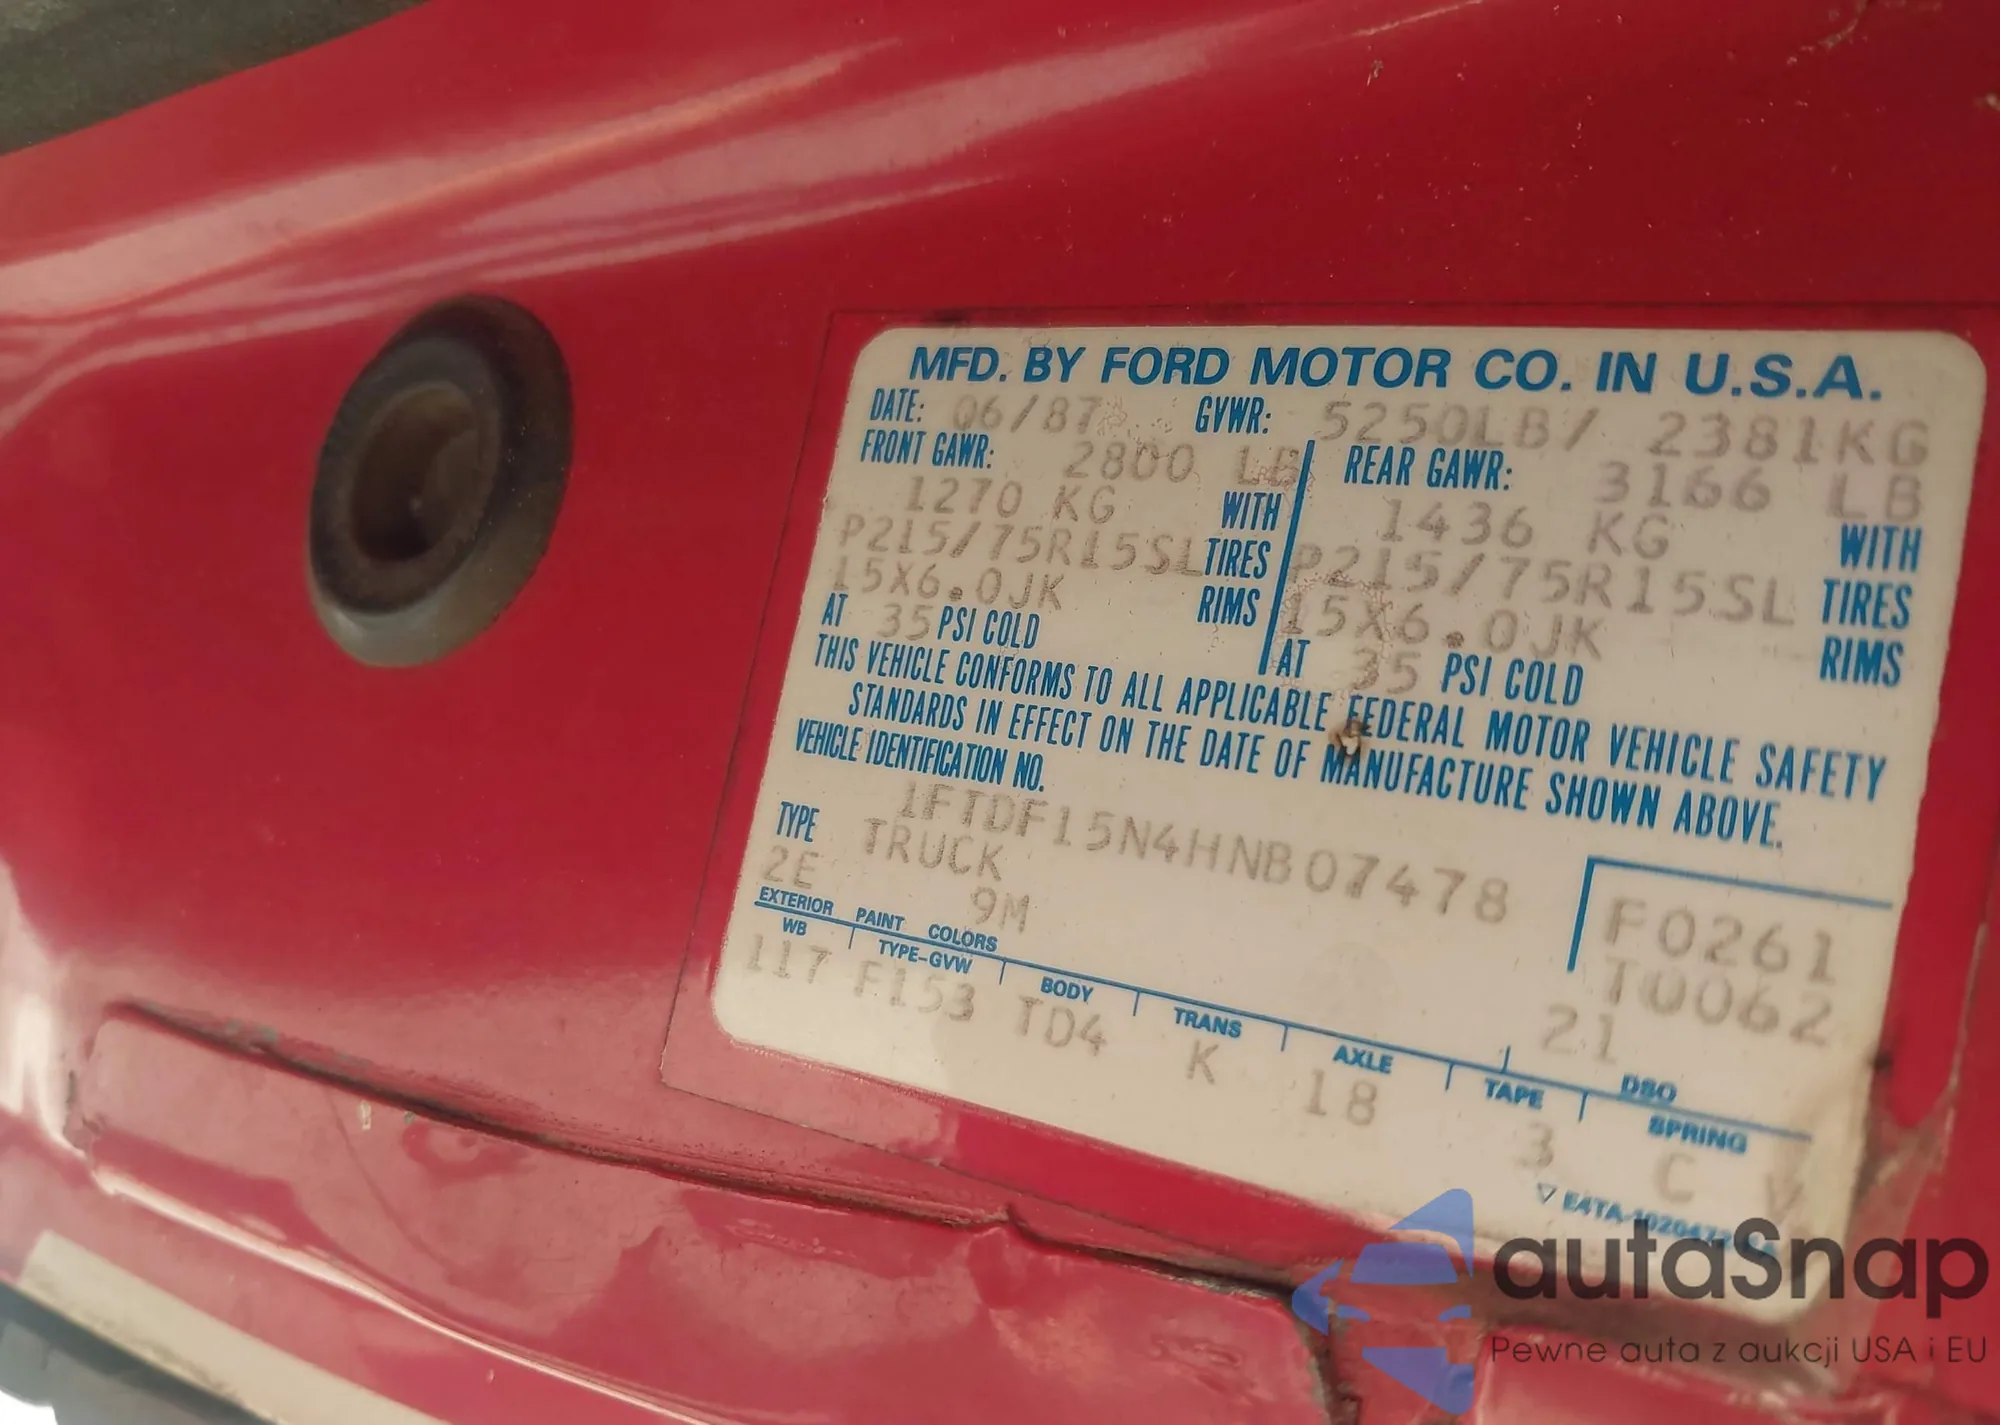 MFD. BY FORD MOTOR CO. IN U.S.A.
DATE: 06/87 GVWR: 5250LB/ 2381KG
FRONT GAWR: 2800 LB REAR GAWR: 3166 LB
1270 KG WITH 1436 KG WITH
P215/75R15SL TIRES P215/75R15SL TIRES
15X6.0JK RIMS 15X6.0JK RIMS
AT 35 PSI COLD AT 35 PSI COLD
THIS VEHICLE CONFORMS TO ALL APPLICABLE FEDERAL MOTOR VEHICLE SAFETY
STANDARDS IN EFFECT ON THE DATE OF MANUFACTURE SHOWN ABOVE.
VEHICLE IDENTIFICATION NO.
1FTDF15N4HNB07478
TYPE TRUCK
2E 9M
F0261
TU062
EXTERIOR PAINT COLORS
21 DSO
WB TYPE-GVW BODY TRANS AXLE TAPE SPRING
117 F153 TD4 K 18 3 C
autaSnap
Pewne auta z aukcji USA i EU